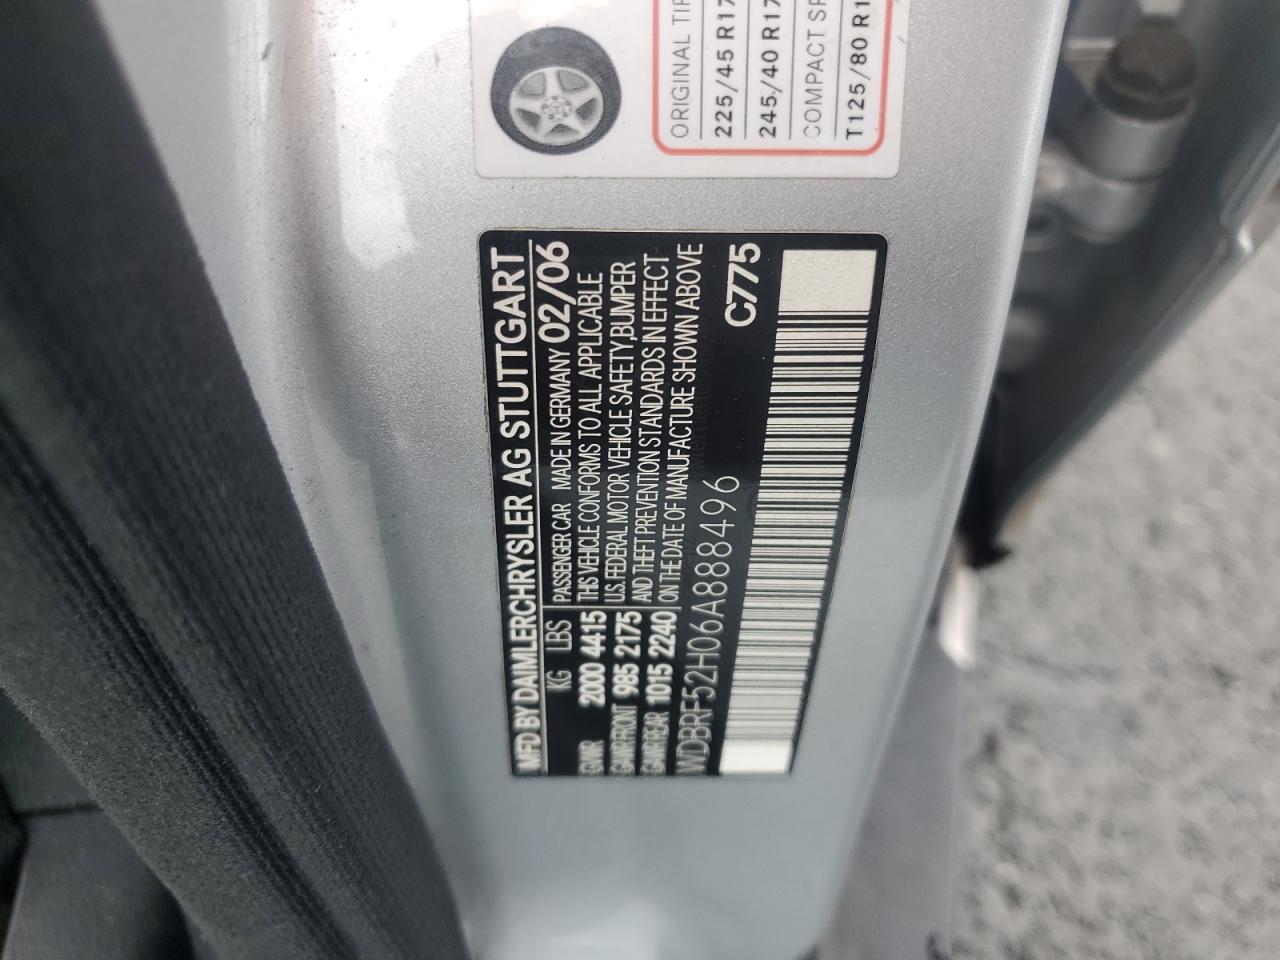 ORIGINAL TIR
225/45 R17
245/40 R17
COMPACT SP
T125/80 R1
MFD BY DAIMLERCHRYSLER AG STUTTGART
KG LBS
PASSENGER CAR MADE IN GERMANY 02/06
GVWR 2000 4415
THIS VEHICLE CONFORMS TO ALL APPLICABLE
GAWR FRONT 985 2175
U.S. FEDERAL MOTOR VEHICLE SAFETY,BUMPER
GAWR REAR 1015 2240
AND THEFT PREVENTION STANDARDS IN EFFECT
ON THE DATE OF MANUFACTURE SHOWN ABOVE
WDBRF52H06A888496
C775